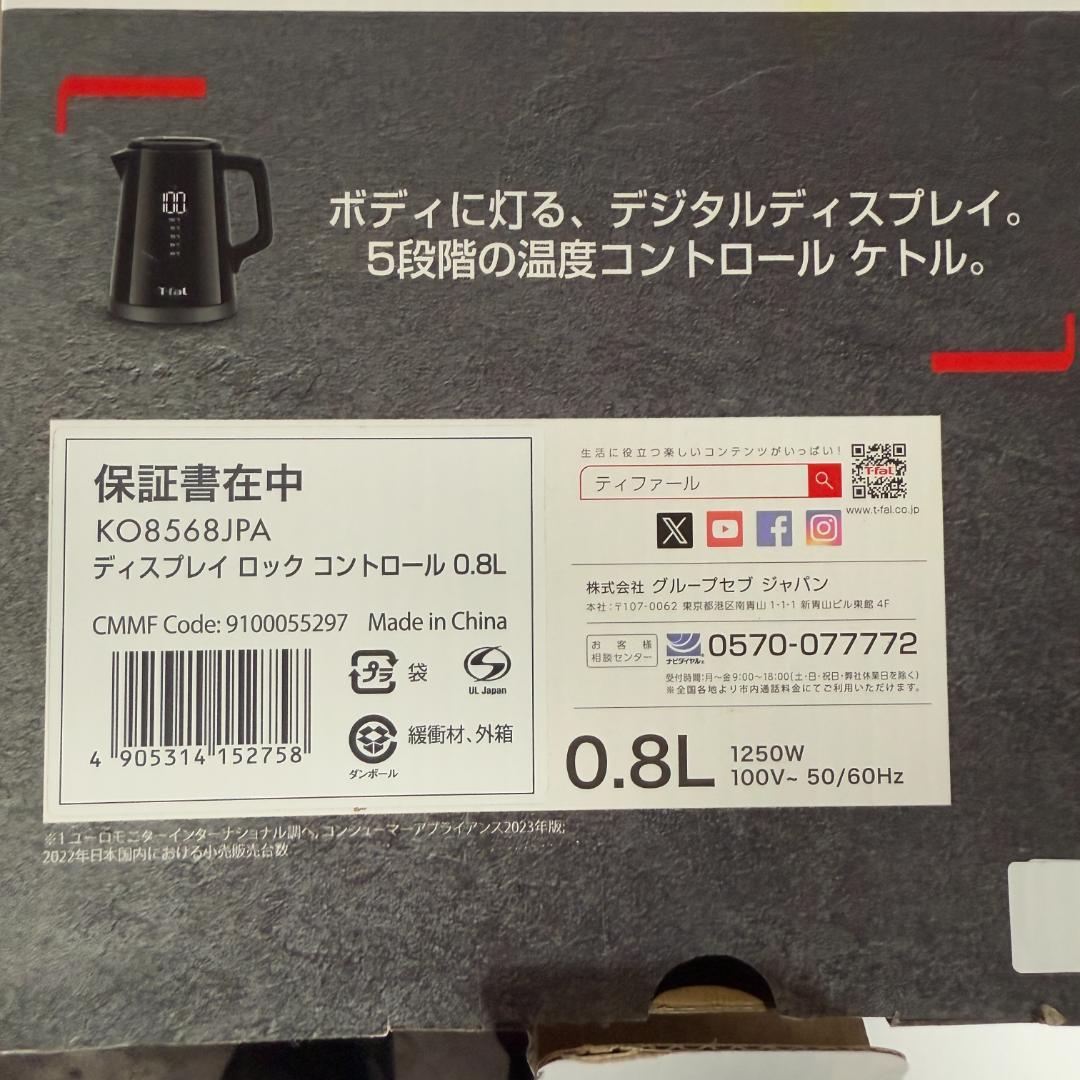 100
T-fal
ボディに灯る、デジタルディスプレイ。
5段階の温度コントロール ケトル。
保証書在中
KO8568JPA
ディスプレイ ロック コントロール 0.8L
CMMF Code: 9100055297 Made in China
プラ 袋
UL Japan
緩衝材、外箱
ダンボール
4 905314 152758
生活に役立つ楽しいコンテンツがいっぱい!
ティファール
T-fal
www.t-fal.co.jp
株式会社 グループセブ ジャパン
本社:〒107-0062 東京都港区南青山 1-1-1 新青山ビル東館 4F
お客様
相談センター
ナビダイヤル®
0570-077772
受付時間:月〜金9:00〜18:00(土・日・祝日・弊社休業日を除く)
※全国各地より市内通話料金にてご利用いただけます。
0.8L
1250W
100V~ 50/60Hz
※1 ユーロモニターインターナショナル調べ, コンシューマーアプライアンス2023年版;
2022年日本国内における小売販売台数